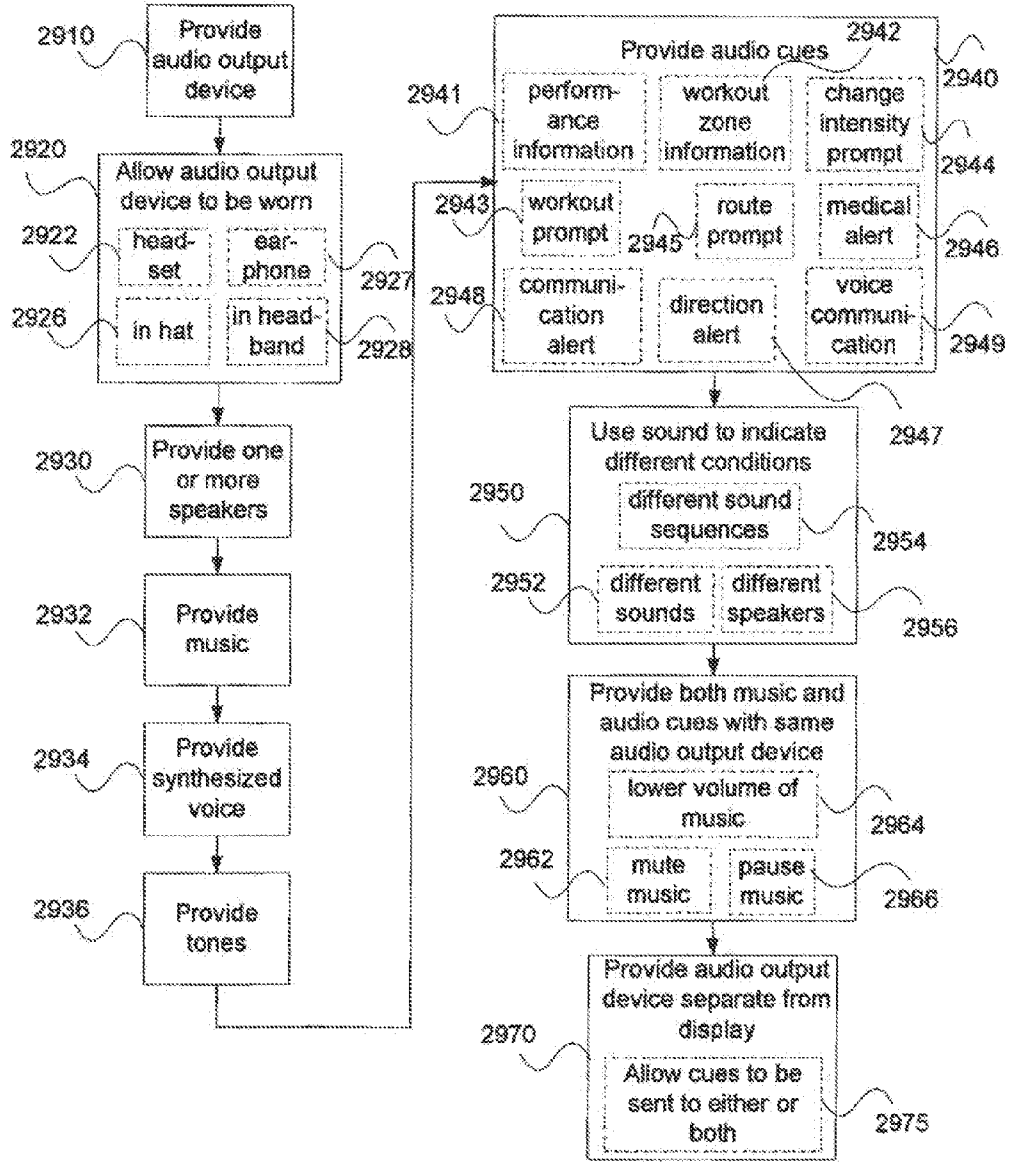 2910
Provide
audio output
device
2920
Allow audio output
device to be worn
2922
head-
set
ear-
phone
2927
2926
in hat
in head-
band
2928
2930
Provide one
or more
speakers
2932
Provide
music
2934
Provide
synthesized
voice
2936
Provide
tones
Provide audio cues
2942
2940
2941
perform-
ance
information
workout
zone
information
change
intensity
prompt
2944
2943
workout
prompt
2945
route
prompt
medical
alert
2946
2948
communi-
cation
alert
direction
alert
voice
communi-
cation
2949
2947
Use sound to indicate
different conditions
2950
different sound
sequences
2954
2952
different
sounds
different
speakers
2956
Provide both music and
audio cues with same
audio output device
2960
lower volume of
music
2964
2962
mute
music
pause
music
2966
Provide audio output
device separate from
display
2970
Allow cues to be
sent to either or
both
2975